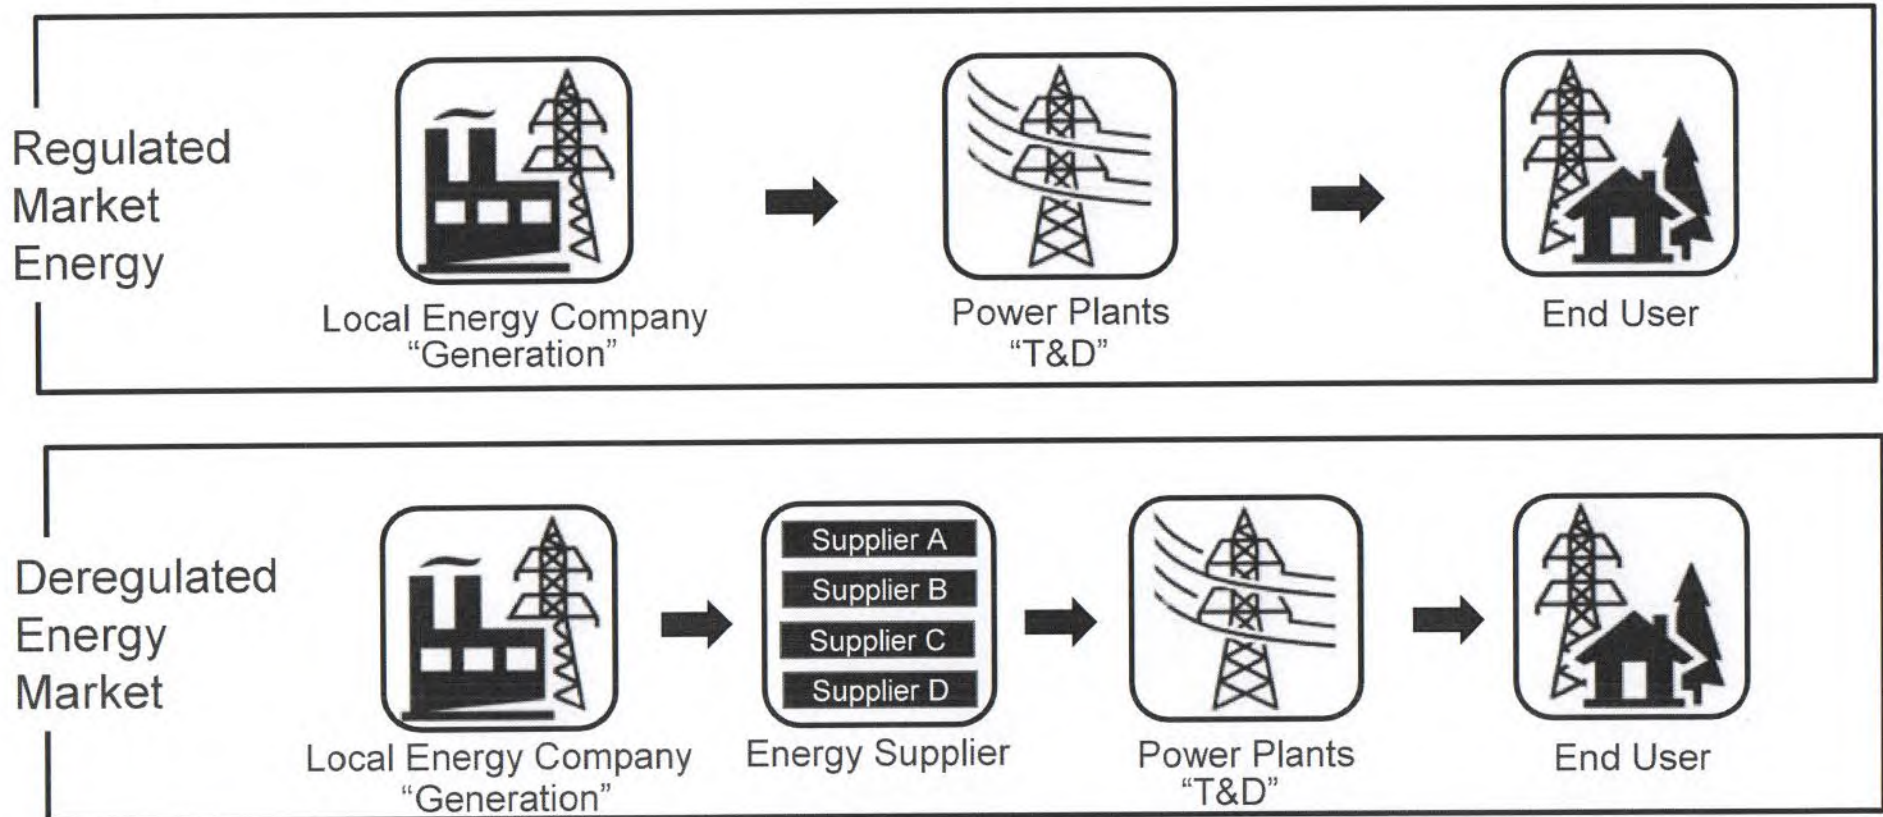 Regulated
Market
Energy
Local Energy Company
“Generation”
Power Plants
“T&D”
End User
Deregulated
Energy
Market
Local Energy Company
“Generation”
Supplier A
Supplier B
Supplier C
Supplier D
Energy Supplier
Power Plants
“T&D”
End User